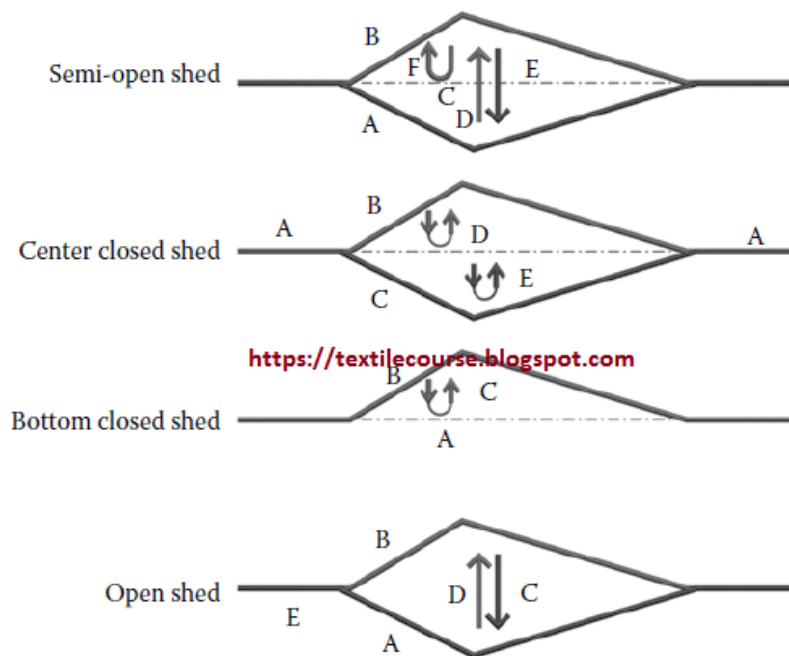 B
F
E
Semi-open shed
C
A
D
B
A
D
A
Center closed shed
E
C
https://textilecourse.blogspot.com
B
C
Bottom closed shed
A
B
Open shed
D
C
E
A